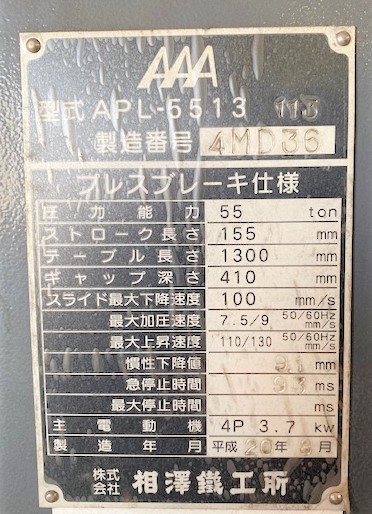 AAA
型式 APL-5513 113
製造番号 4MD36
プレスブレーキ仕様
圧力能力 55 ton
ストローク長さ 155 mm
テーブル長さ 1300 mm
ギャップ深さ 410 mm
スライド最大下降速度 100 mm/s
最大加圧速度 7.5/9 50/60Hz mm/s
最大上昇速度 110/130 50/60Hz mm/s
慣性下降値 mm
急停止時間 93 ms
最大停止時間 ms
主電動機 4P 3.7 kw
製造年月 平成 20年 月
株式会社 相澤鐵工所